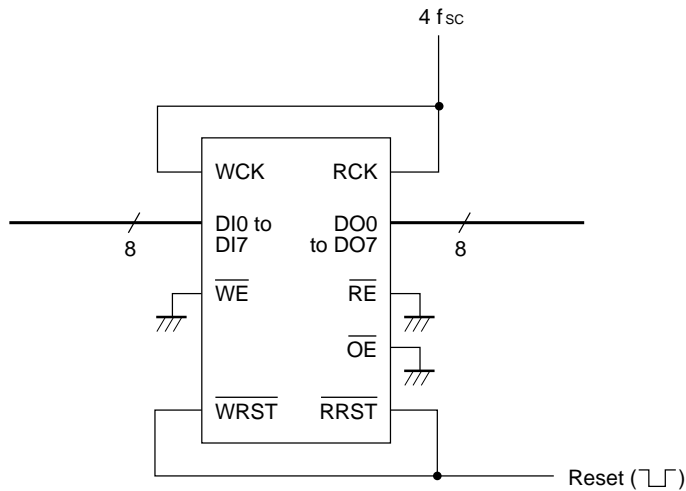 4 fSC
WCK RCK
DI0 to DO0
DI7 to DO7
8 8
WE RE
OE
WRST RRST
Reset ( )